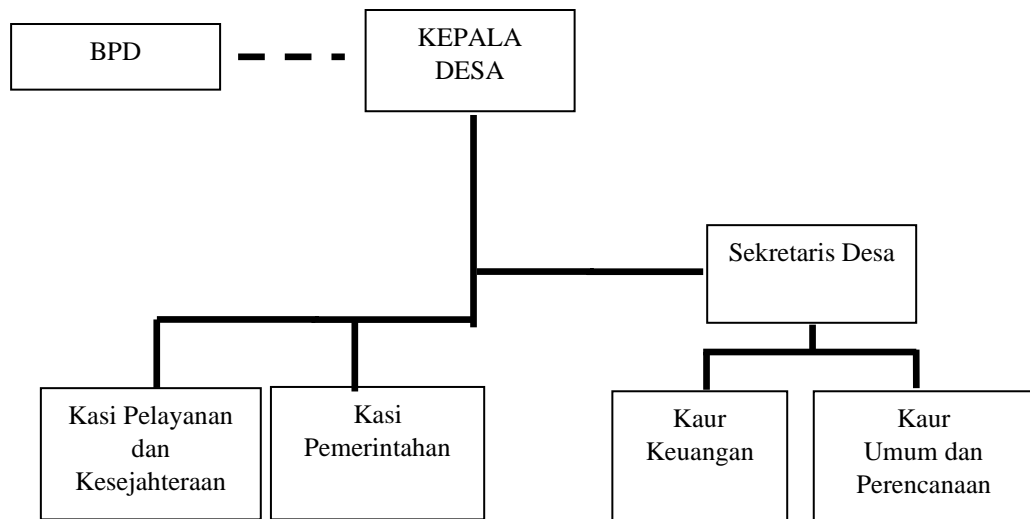 BPD
KEPALA
DESA
Sekretaris Desa
Kasi Pelayanan
dan
Kesejahteraan
Kasi
Pemerintahan
Kaur
Keuangan
Kaur
Umum dan
Perencanaan